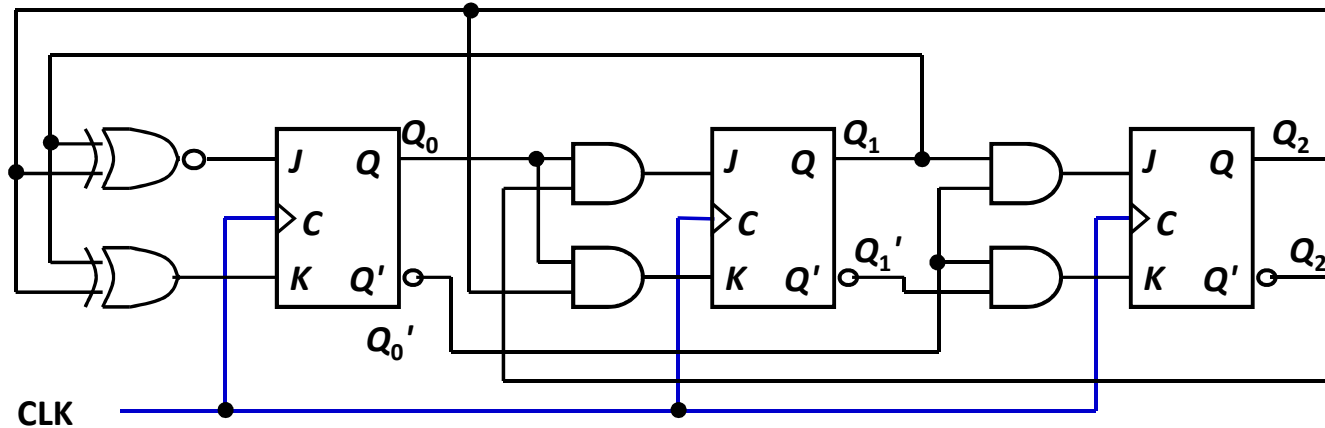 Q₀ Q₁ Q₂
J Q J Q J Q
C C C
K Q' K Q' K Q'
Q₀' Q₁' Q₂
CLK